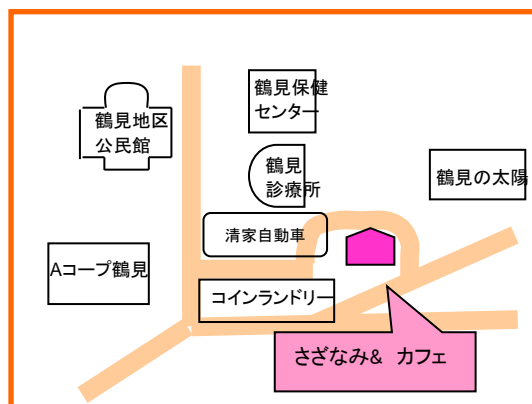 鶴見保健
センター
鶴見地区
公民館
鶴見
診療所
鶴見の太陽
清家自動車
Aコープ鶴見
コインランドリー
さざなみ& カフェ